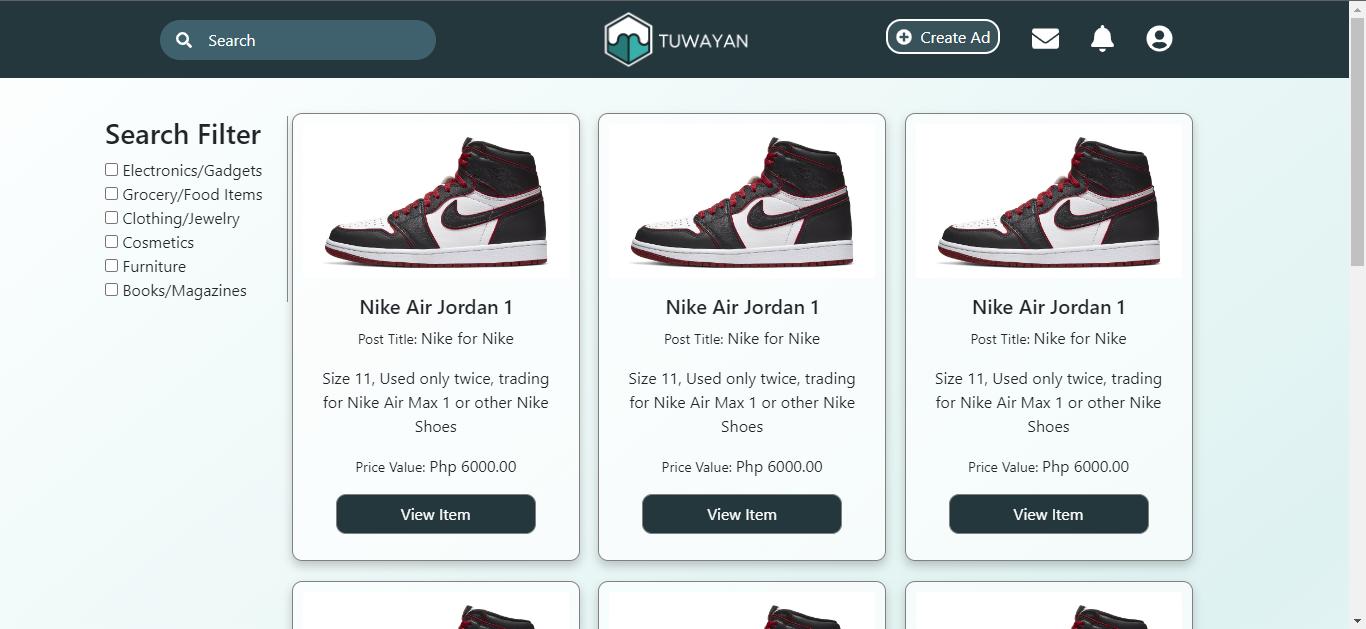 Search
TUWAYAN
Create Ad
Search Filter
Electronics/Gadgets
Grocery/Food Items
Clothing/Jewelry
Cosmetics
Furniture
Books/Magazines
Nike Air Jordan 1
Post Title: Nike for Nike
Size 11, Used only twice, trading
for Nike Air Max 1 or other Nike
Shoes
Price Value: Php 6000.00
View Item
Nike Air Jordan 1
Post Title: Nike for Nike
Size 11, Used only twice, trading
for Nike Air Max 1 or other Nike
Shoes
Price Value: Php 6000.00
View Item
Nike Air Jordan 1
Post Title: Nike for Nike
Size 11, Used only twice, trading
for Nike Air Max 1 or other Nike
Shoes
Price Value: Php 6000.00
View Item